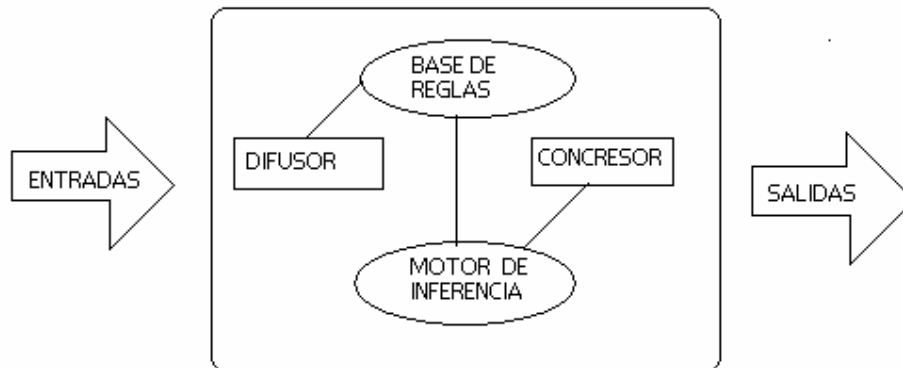 ENTRADAS
BASE DE
REGLAS
DIFUSOR
CONCRESOR
MOTOR DE
INFERENCIA
SALIDAS